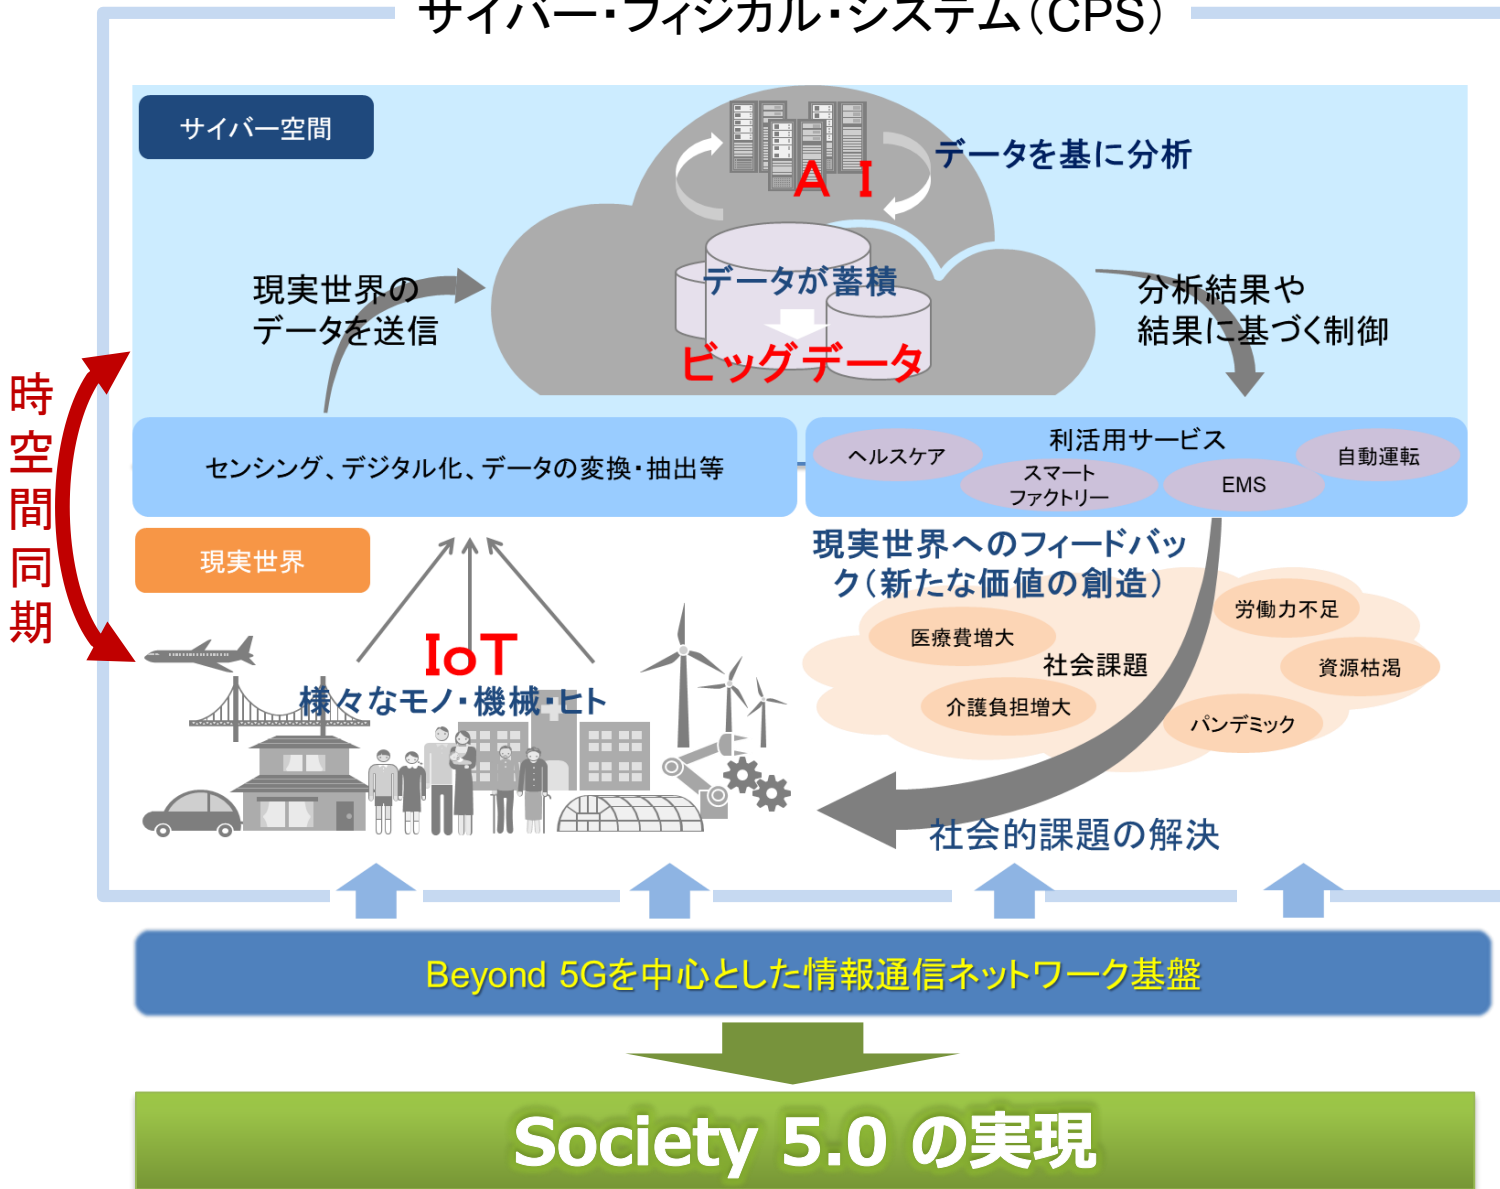 サイバー・フィジカル・システム（CPS）
サイバー空間
AI
データを基に分析
現実世界の
データを送信
データが蓄積
ビッグデータ
分析結果や
結果に基づく制御
時空間同期
センシング、デジタル化、データの変換・抽出等
利活用サービス
ヘルスケア
スマート
ファクトリー
EMS
自動運転
現実世界
現実世界へのフィードバッ
ク（新たな価値の創造）
IoT
様々なモノ・機械・ヒト
医療費増大
社会課題
介護負担増大
労働力不足
資源枯渇
パンデミック
社会的課題の解決
Beyond 5Gを中心とした情報通信ネットワーク基盤
Society 5.0 の実現